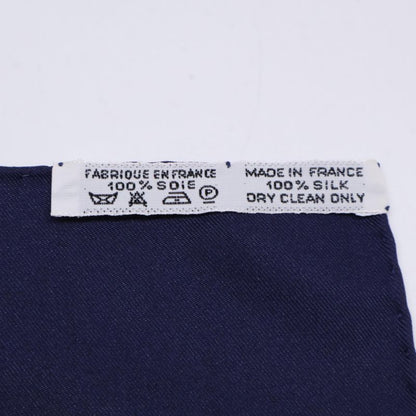 FABRIQUE EN FRANCE
100% SOIE
P
MADE IN FRANCE
100% SILK
DRY CLEAN ONLY